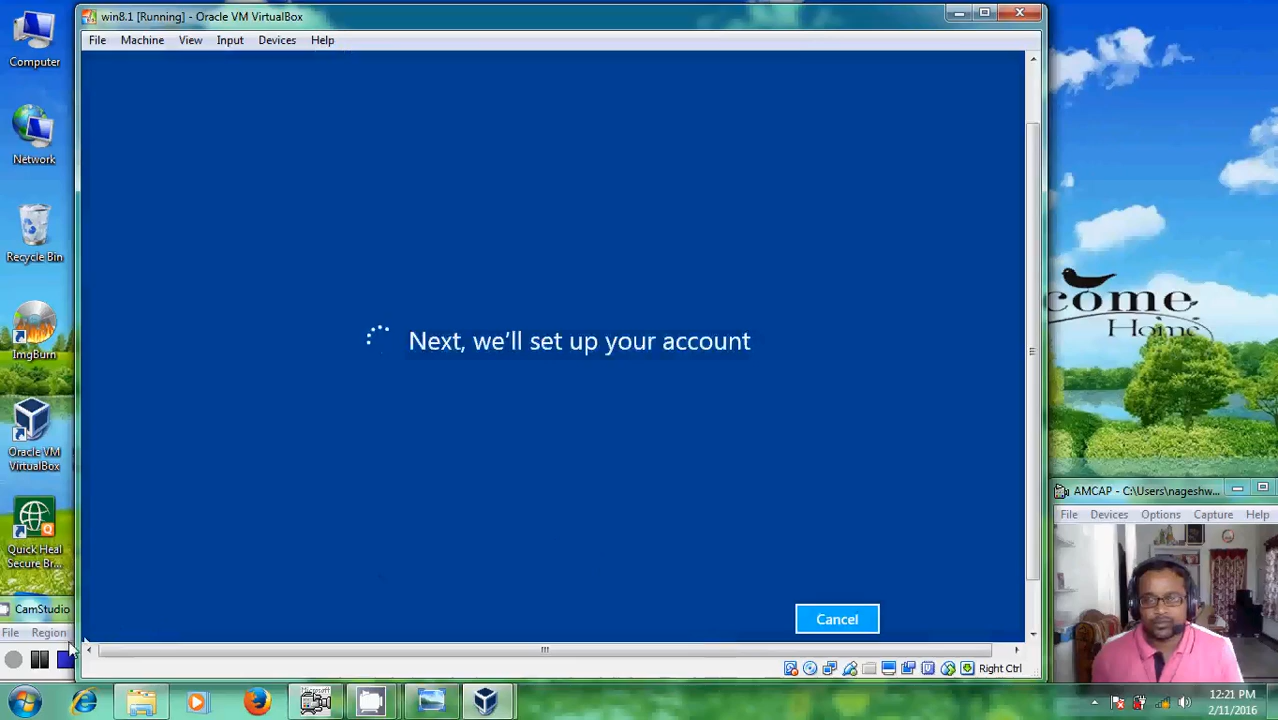 win8.1 [Running] - Oracle VM VirtualBox
File Machine View Input Devices Help
Computer
Network
Recycle Bin
ImgBurn
Oracle VM
VirtualBox
Quick Heal
Secure Br...
Next, we'll set up your account
Cancel
Right Ctrl
come
Home
AMCAP - C:\Users\nageshw...
File Devices Options Capture Help
CamStudio
File Region
12:21 PM
2/11/2016